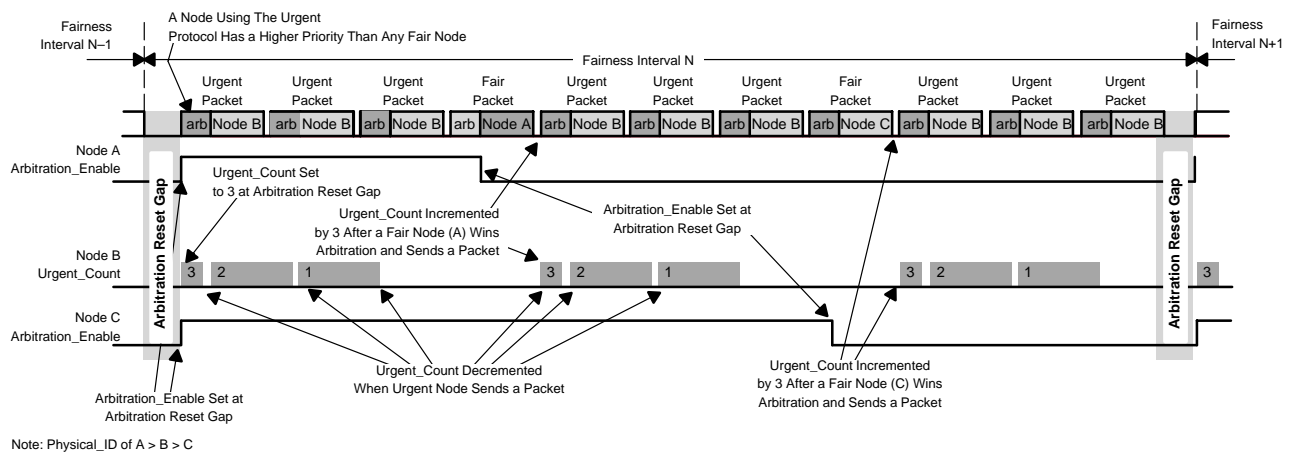 A Node Using The Urgent
Protocol Has a Higher Priority Than Any Fair Node
Fairness
Interval N–1
Fairness
Interval N+1
Fairness Interval N
Urgent
Packet
Urgent
Packet
Urgent
Packet
Fair
Packet
Urgent
Packet
Urgent
Packet
Urgent
Packet
Fair
Packet
Urgent
Packet
Urgent
Packet
Urgent
Packet
arb Node B arb Node B arb Node B arb Node A arb Node B arb Node B arb Node B arb Node C arb Node B arb Node B arb Node B
Node A
Arbitration_Enable
Arbitration Reset Gap
Urgent_Count Set
to 3 at Arbitration Reset Gap
Urgent_Count Incremented
by 3 After a Fair Node (A) Wins
Arbitration and Sends a Packet
Arbitration_Enable Set at
Arbitration Reset Gap
Arbitration Reset Gap
Node B
Urgent_Count
3 2 1 3 2 1 3 2 1 3
Node C
Arbitration_Enable
Urgent_Count Decremented
When Urgent Node Sends a Packet
Urgent_Count Incremented
by 3 After a Fair Node (C) Wins
Arbitration and Sends a Packet
Arbitration_Enable Set at
Arbitration Reset Gap
Note: Physical_ID of A > B > C